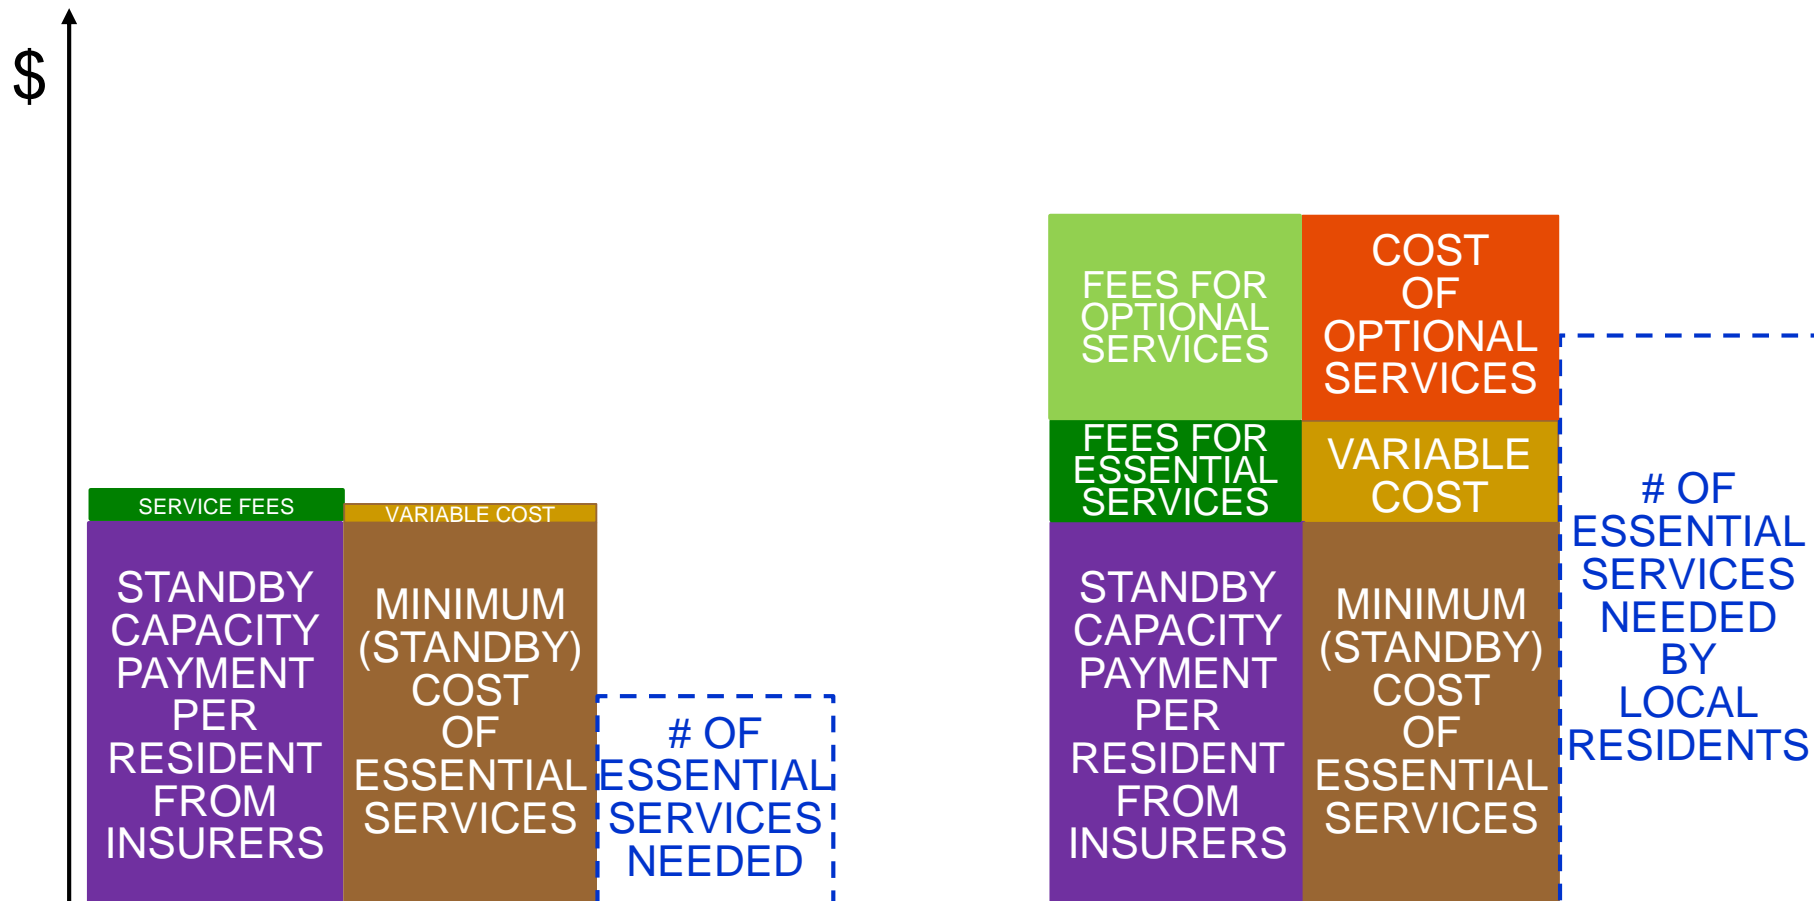 $
SERVICE FEES
STANDBY
CAPACITY
PAYMENT
PER
RESIDENT
FROM
INSURERS
VARIABLE COST
MINIMUM
(STANDBY)
COST
OF
ESSENTIAL
SERVICES
# OF
ESSENTIAL
SERVICES
NEEDED
FEES FOR
OPTIONAL
SERVICES
FEES FOR
ESSENTIAL
SERVICES
STANDBY
CAPACITY
PAYMENT
PER
RESIDENT
FROM
INSURERS
COST
OF
OPTIONAL
SERVICES
VARIABLE
COST
MINIMUM
(STANDBY)
COST
OF
ESSENTIAL
SERVICES
# OF
ESSENTIAL
SERVICES
NEEDED
BY
LOCAL
RESIDENTS